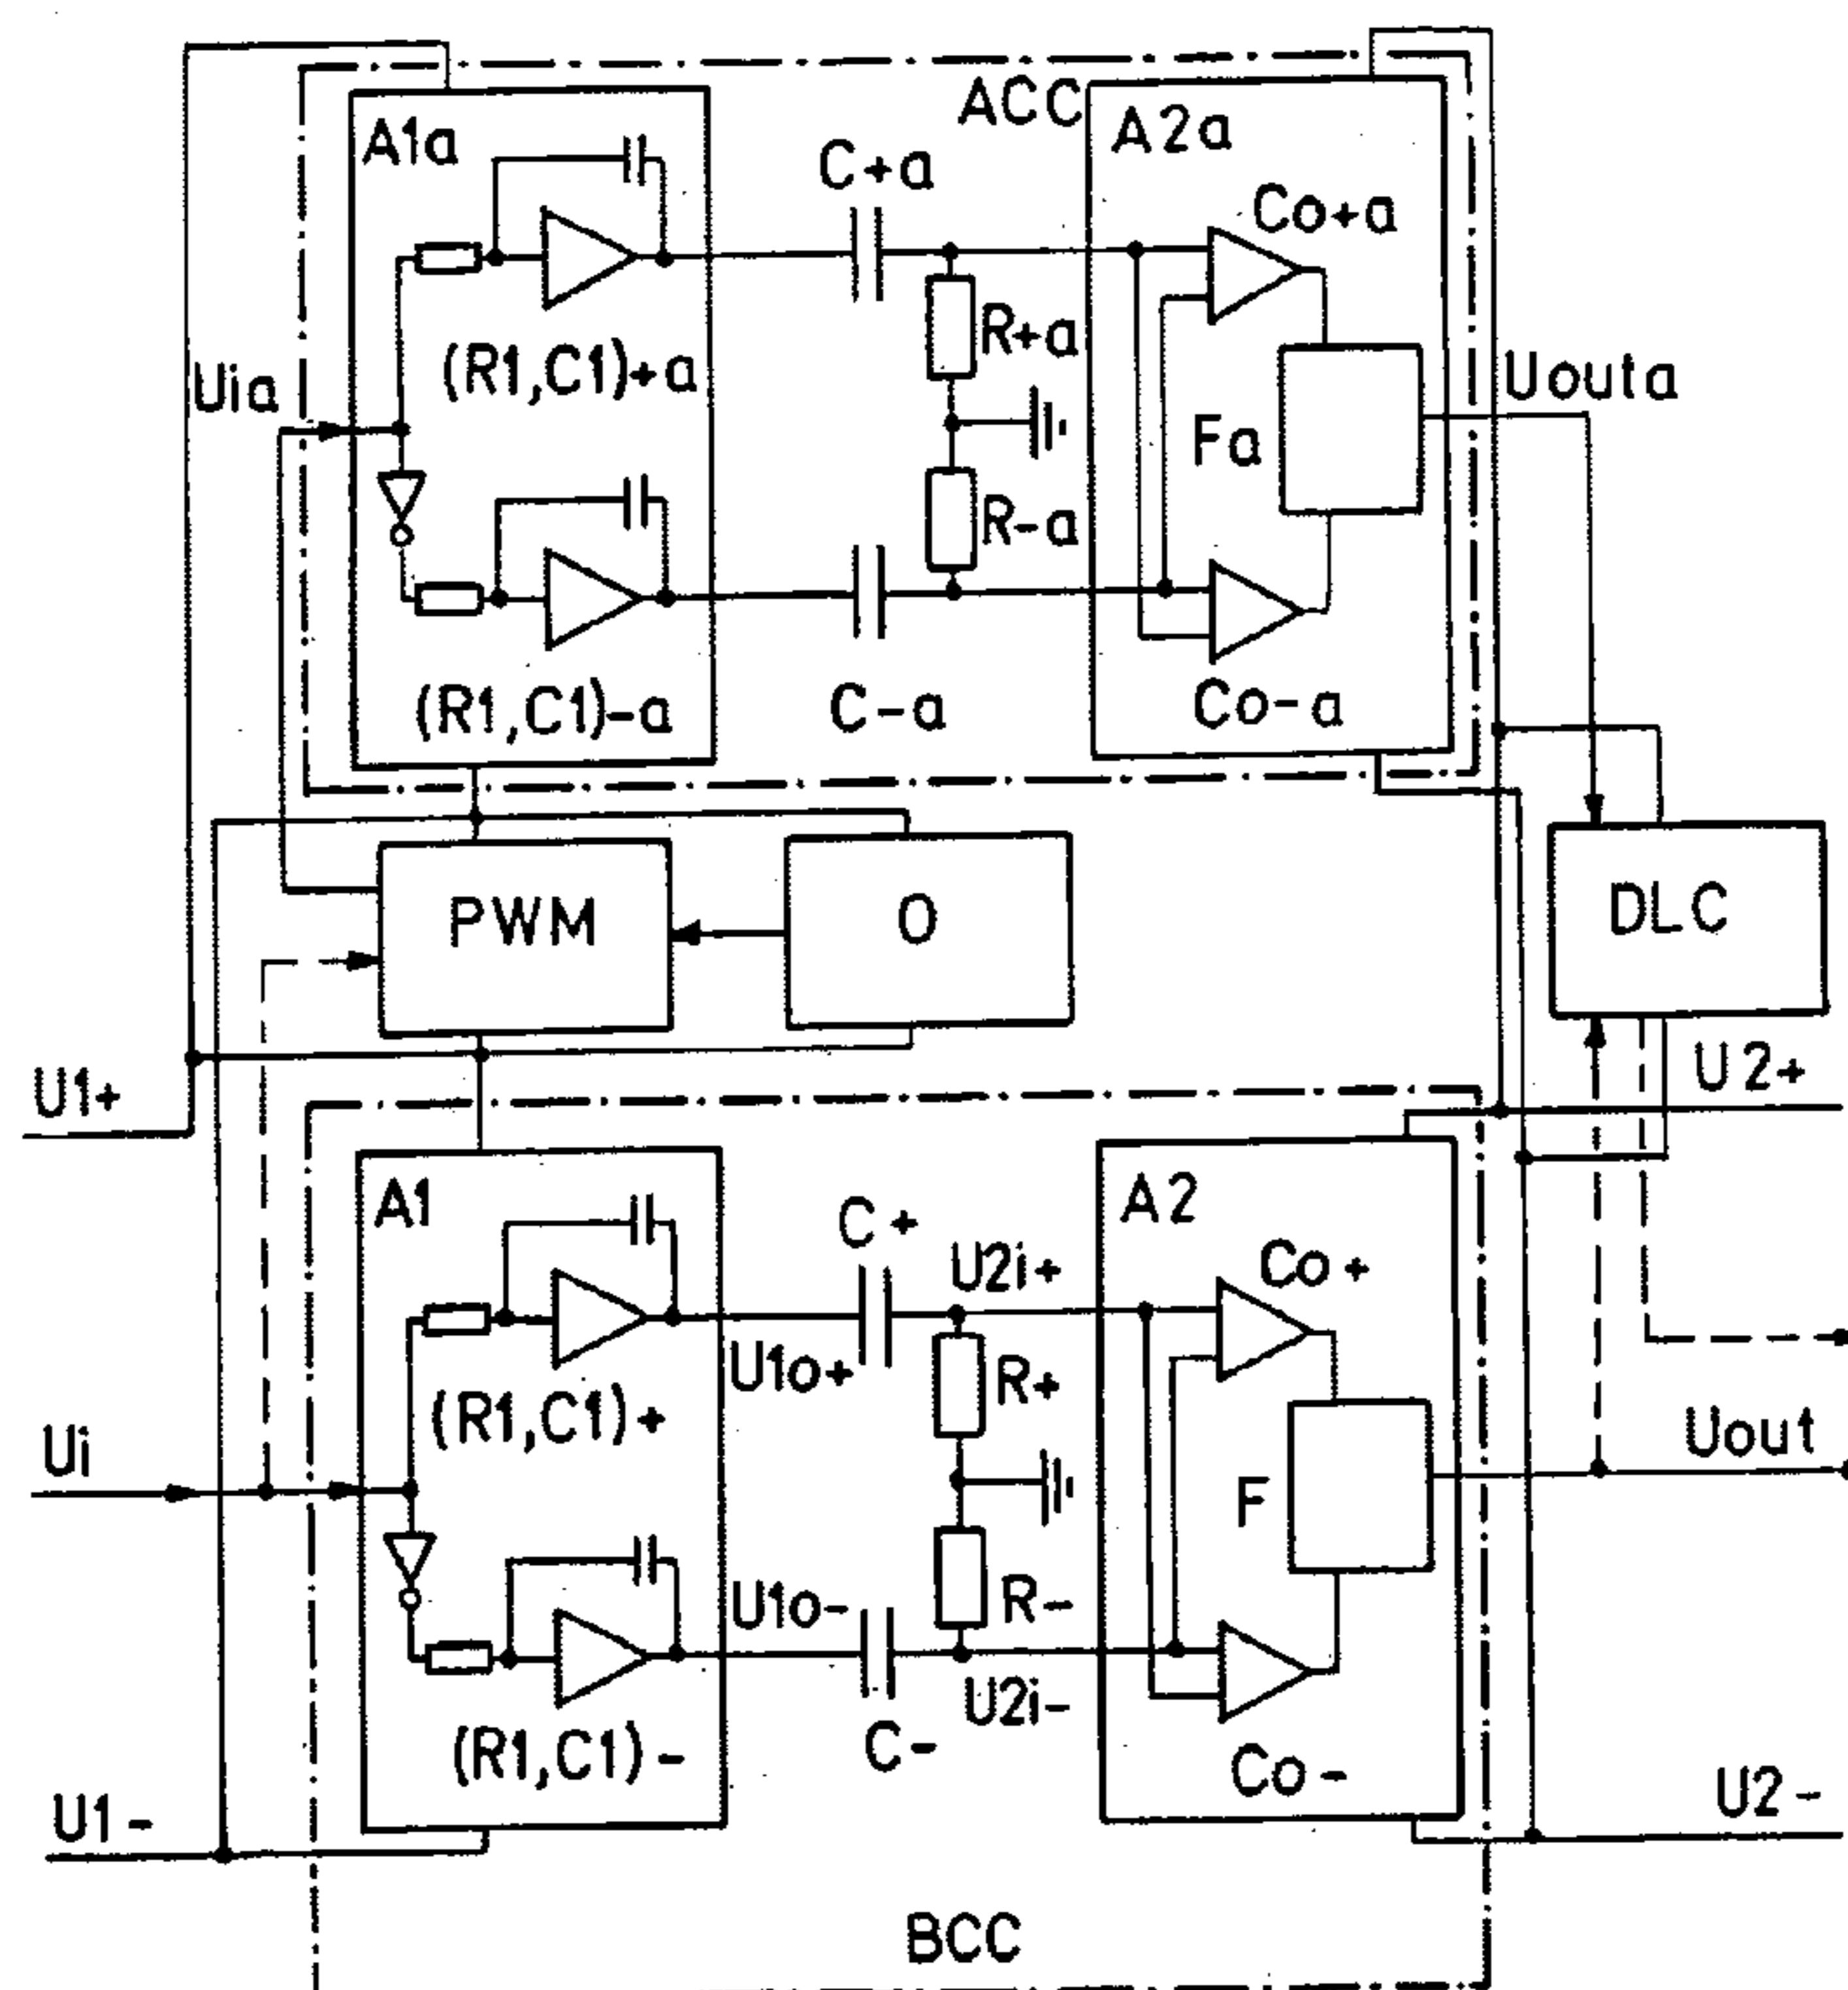 ACC
A1a
A2a
C+a
Co+a
R+a
(R1,C1)+a
Uia
Uouta
Fa
R-a
(R1,C1)-a
C-a
Co-a
PWM
O
DLC
U1+
U2+
A1
A2
C+
U2i+
Co+
U1o+
R+
(R1,C1)+
Ui
Uout
F
U1o-
R-
U2i-
(R1,C1)-
C-
Co-
U1-
U2-
BCC